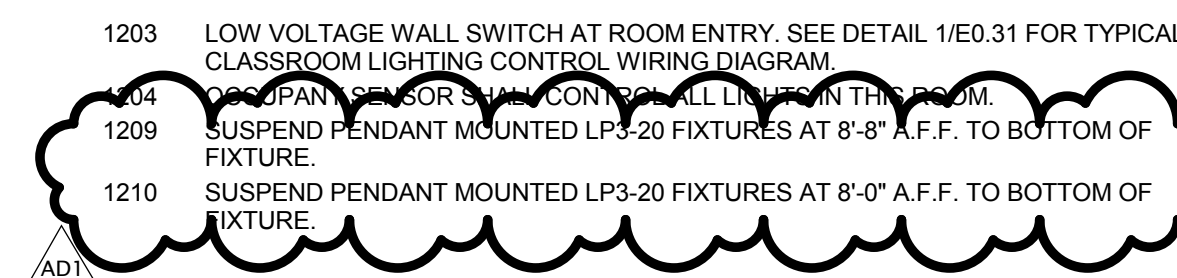 1203 LOW VOLTAGE WALL SWITCH AT ROOM ENTRY. SEE DETAIL 1/E0.31 FOR TYPICAL
CLASSROOM LIGHTING CONTROL WIRING DIAGRAM.
1204 OCCUPANY SENSOR SHALL CONTROL ALL LIGHTS IN THIS ROOM.
1209 SUSPEND PENDANT MOUNTED LP3-20 FIXTURES AT 8'-8" A.F.F. TO BOTTOM OF
FIXTURE.
1210 SUSPEND PENDANT MOUNTED LP3-20 FIXTURES AT 8'-0" A.F.F. TO BOTTOM OF
FIXTURE.
AD1